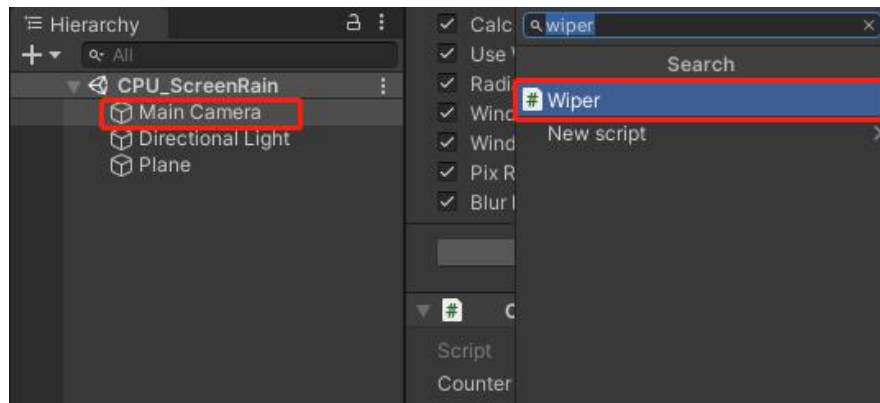 Hierarchy
All
CPU_ScreenRain
Main Camera
Directional Light
Plane
Calc
Use
Radi
Wind
Wind
Pix R
Blur
Script
Counter
wiper
Search
# Wiper
New script
#